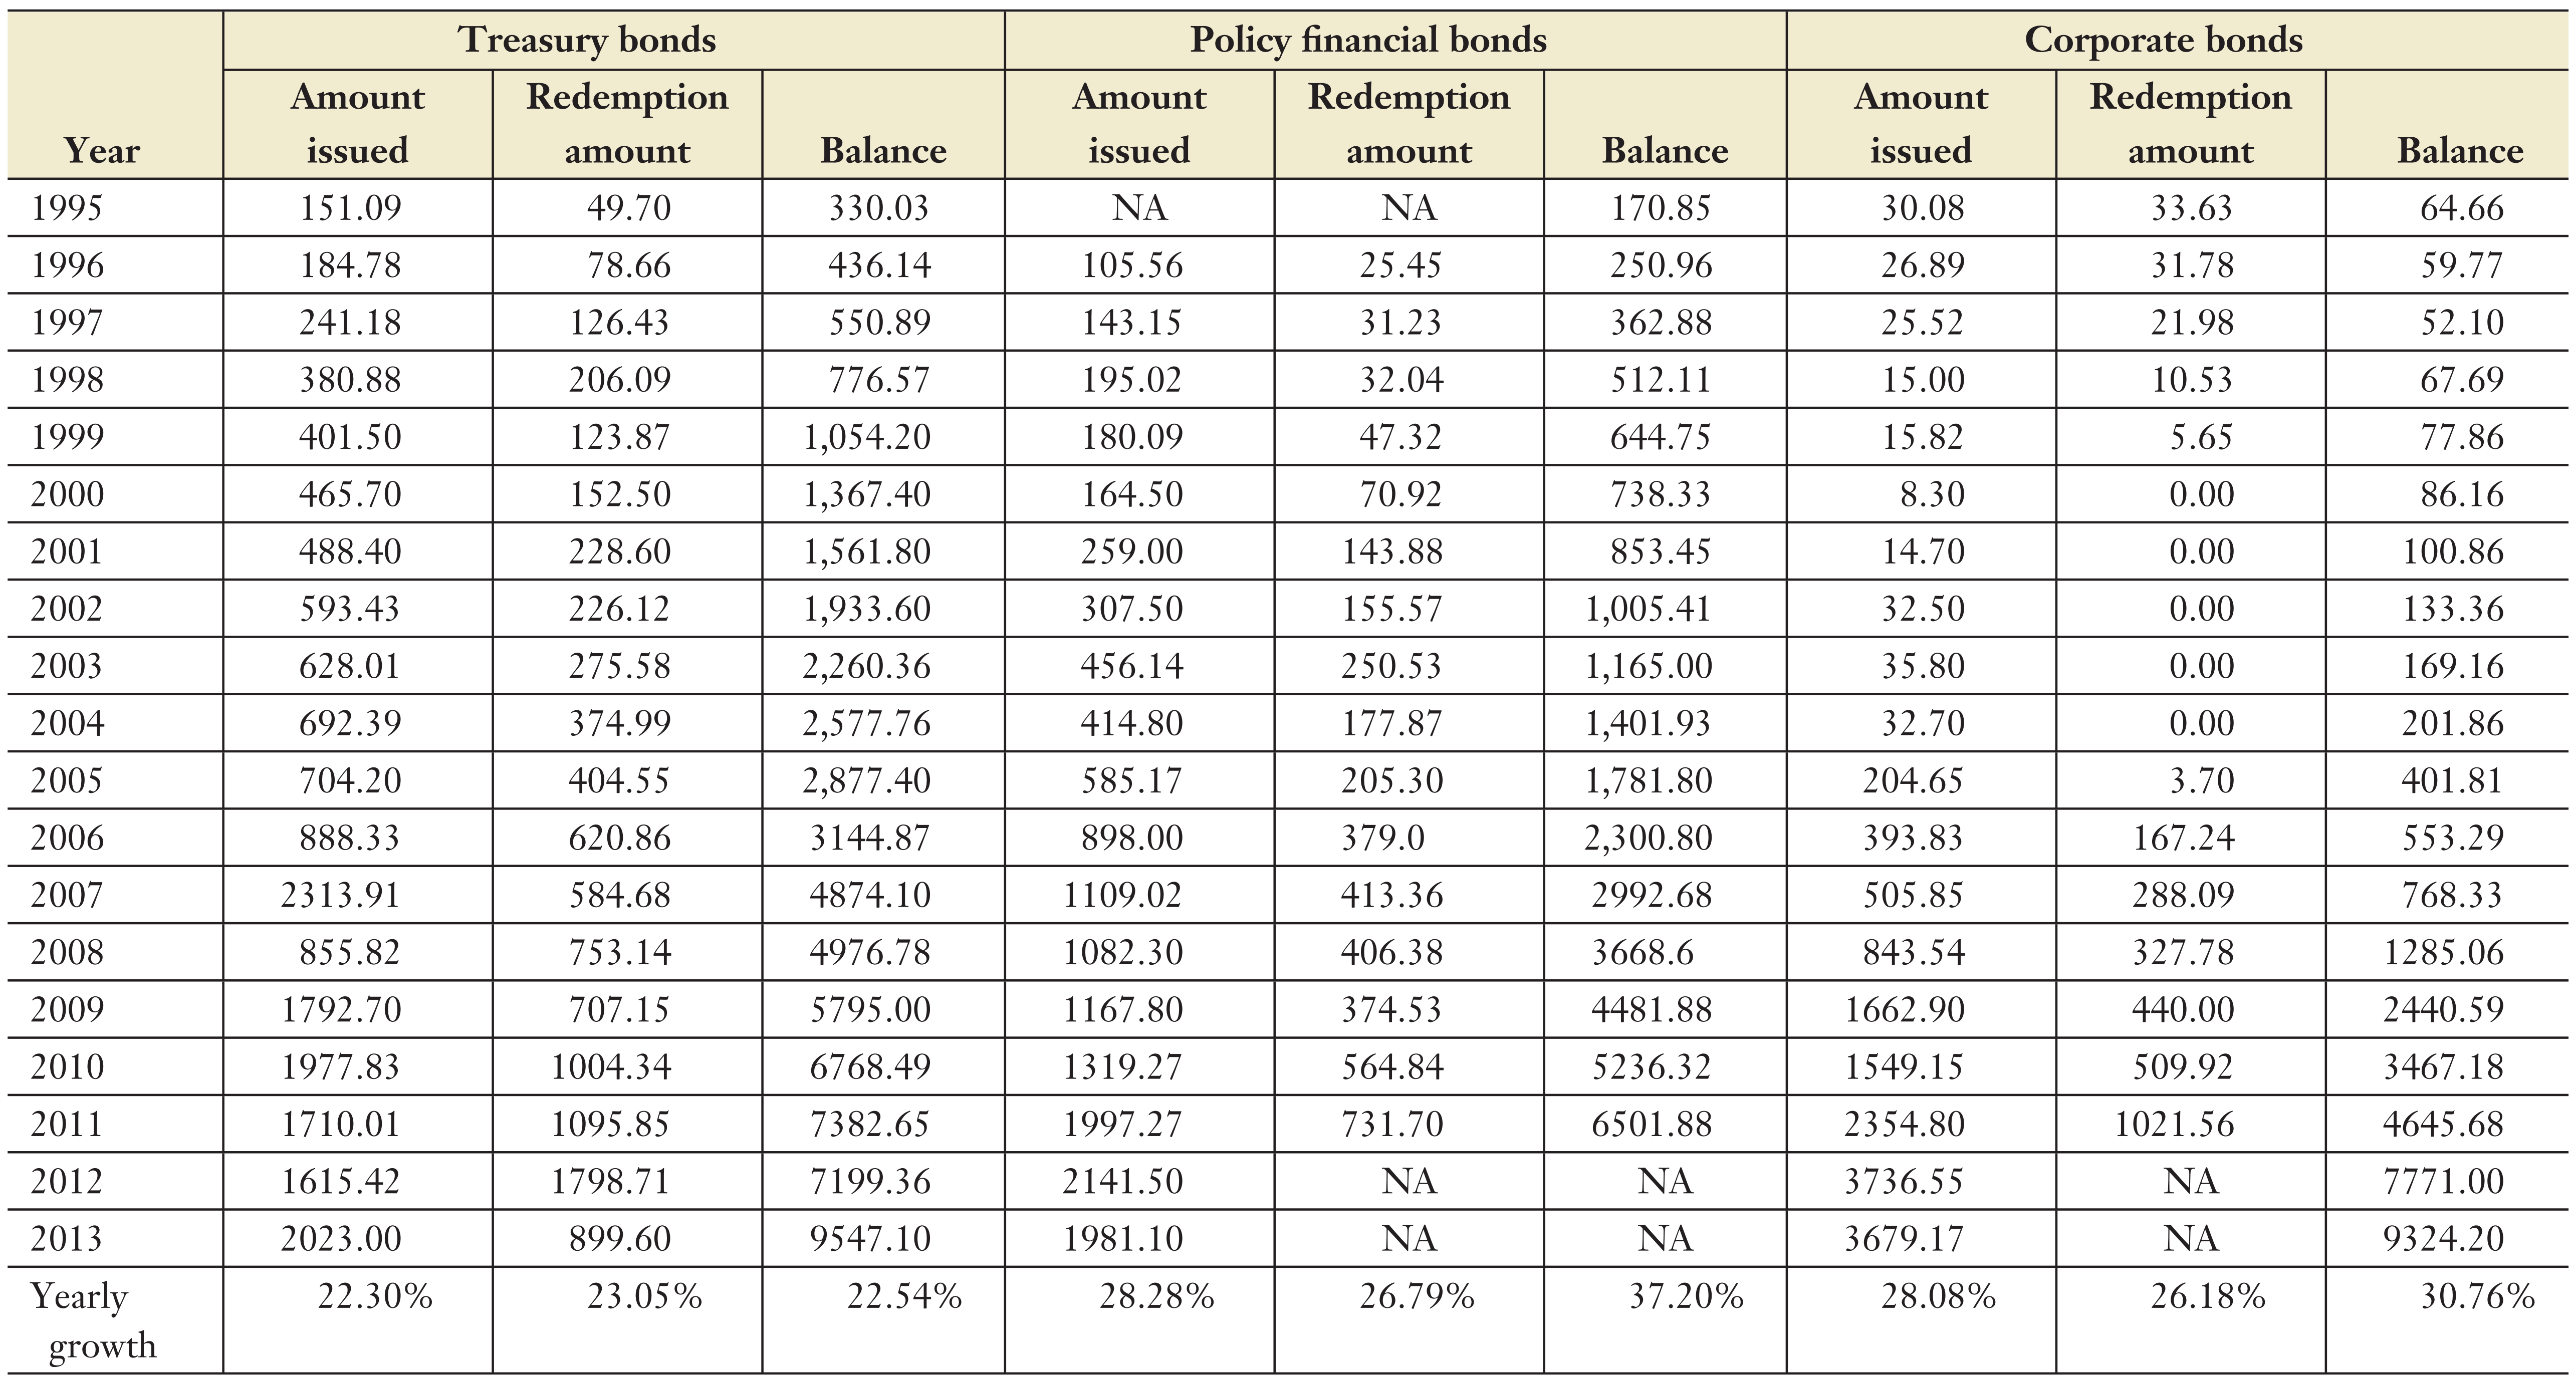 Treasury bonds Policy financial bonds Corporate bonds
Amount Redemption Amount Redemption Amount Redemption
Year issued amount Balance issued amount Balance issued amount Balance
1995 151.09 49.70 330.03 NA NA 170.85 30.08 33.63 64.66
1996 184.78 78.66 436.14 105.56 25.45 250.96 26.89 31.78 59.77
1997 241.18 126.43 550.89 143.15 31.23 362.88 25.52 21.98 52.10
1998 380.88 206.09 776.57 195.02 32.04 512.11 15.00 10.53 67.69
1999 401.50 123.87 1,054.20 180.09 47.32 644.75 15.82 5.65 77.86
2000 465.70 152.50 1,367.40 164.50 70.92 738.33 8.30 0.00 86.16
2001 488.40 228.60 1,561.80 259.00 143.88 853.45 14.70 0.00 100.86
2002 593.43 226.12 1,933.60 307.50 155.57 1,005.41 32.50 0.00 133.36
2003 628.01 275.58 2,260.36 456.14 250.53 1,165.00 35.80 0.00 169.16
2004 692.39 374.99 2,577.76 414.80 177.87 1,401.93 32.70 0.00 201.86
2005 704.20 404.55 2,877.40 585.17 205.30 1,781.80 204.65 3.70 401.81
2006 888.33 620.86 3144.87 898.00 379.0 2,300.80 393.83 167.24 553.29
2007 2313.91 584.68 4874.10 1109.02 413.36 2992.68 505.85 288.09 768.33
2008 855.82 753.14 4976.78 1082.30 406.38 3668.6 843.54 327.78 1285.06
2009 1792.70 707.15 5795.00 1167.80 374.53 4481.88 1662.90 440.00 2440.59
2010 1977.83 1004.34 6768.49 1319.27 564.84 5236.32 1549.15 509.92 3467.18
2011 1710.01 1095.85 7382.65 1997.27 731.70 6501.88 2354.80 1021.56 4645.68
2012 1615.42 1798.71 7199.36 2141.50 NA NA 3736.55 NA 7771.00
2013 2023.00 899.60 9547.10 1981.10 NA NA 3679.17 NA 9324.20
Yearly 22.30% 23.05% 22.54% 28.28% 26.79% 37.20% 28.08% 26.18% 30.76%
growth